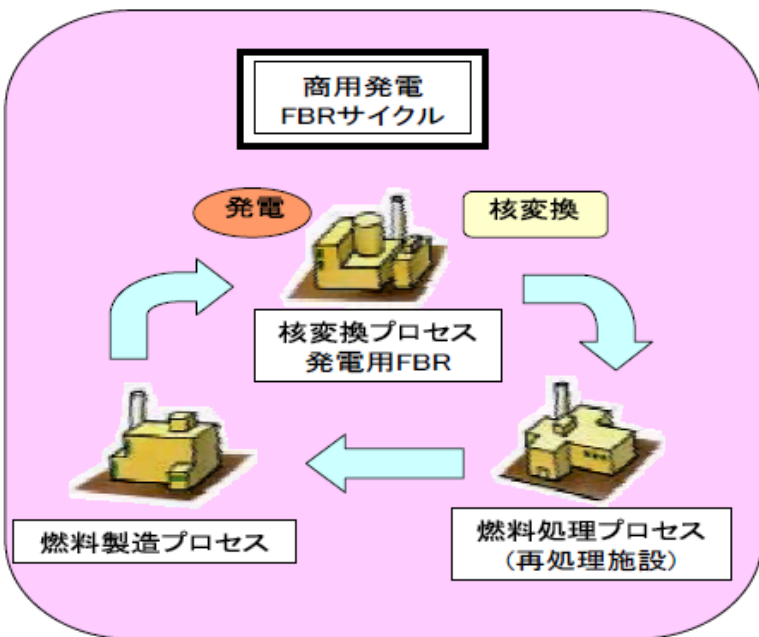 商用発電
FBRサイクル
発電
核変換
核変換プロセス
発電用FBR
燃料製造プロセス
燃料処理プロセス
(再処理施設)